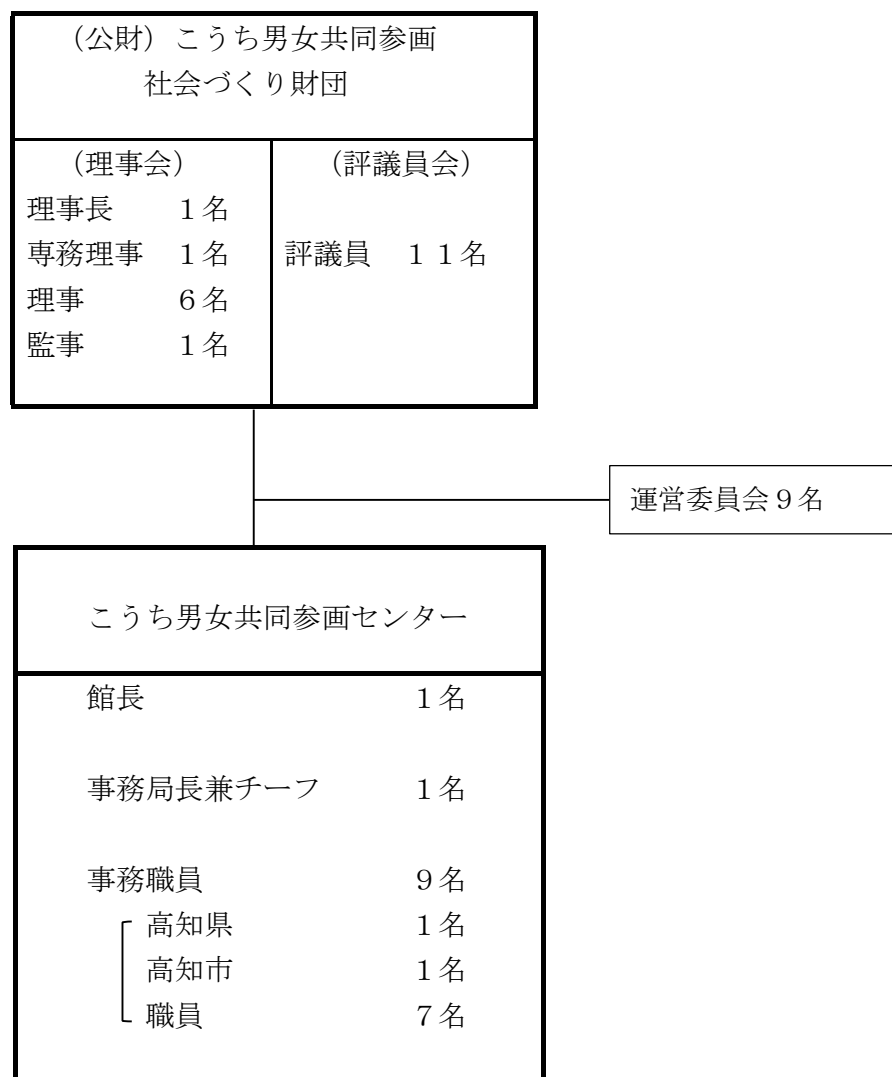 （公財）こうち男女共同参画
社会づくり財団
（理事会）
理事長　１名
専務理事　１名
理事　６名
監事　１名
（評議員会）
評議員　１１名
運営委員会９名
こうち男女共同参画センター
館長　１名
事務局長兼チーフ　１名
事務職員　９名
高知県　１名
高知市　１名
職員　７名